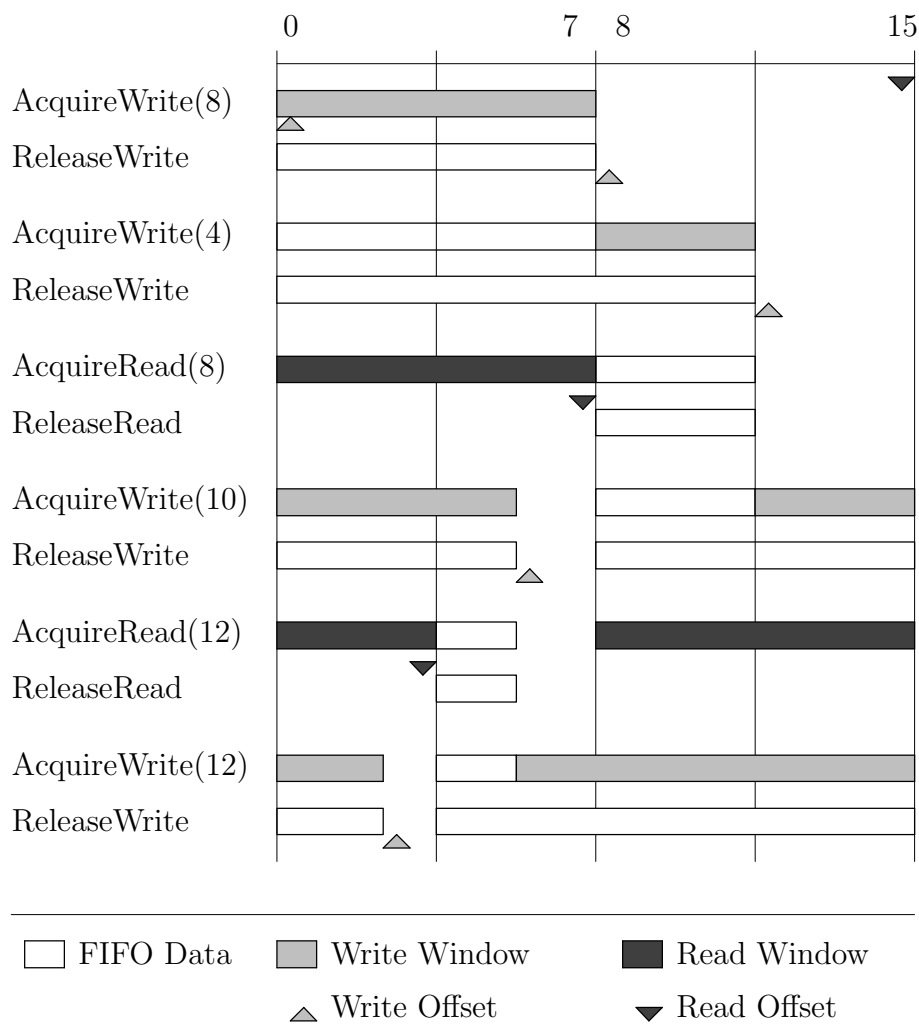 0 7 8 15
AcquireWrite(8)
ReleaseWrite
AcquireWrite(4)
ReleaseWrite
AcquireRead(8)
ReleaseRead
AcquireWrite(10)
ReleaseWrite
AcquireRead(12)
ReleaseRead
AcquireWrite(12)
ReleaseWrite
FIFO Data Write Window Read Window
Write Offset Read Offset